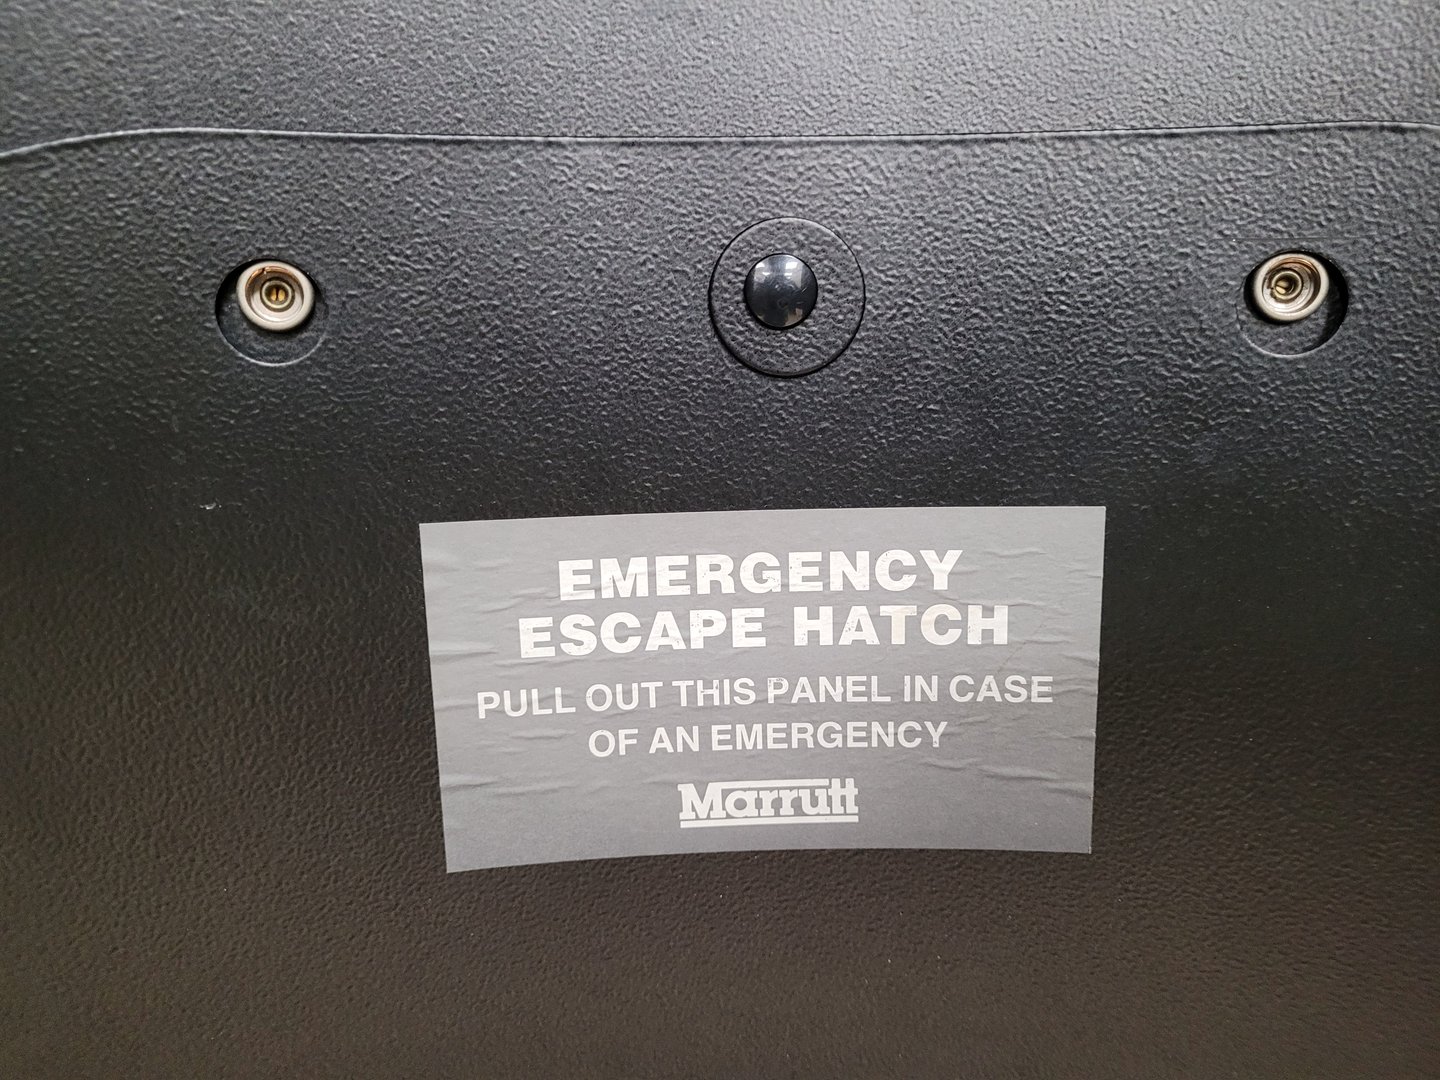 EMERGENCY
ESCAPE HATCH
PULL OUT THIS PANEL IN CASE
OF AN EMERGENCY
Marrutt